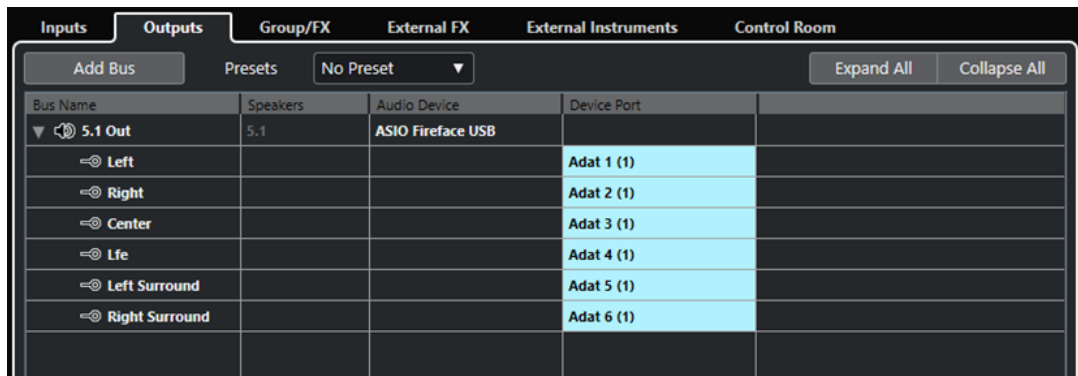 Inputs Outputs Group/FX External FX External Instruments Control Room
Add Bus Presets No Preset Expand All Collapse All
Bus Name Speakers Audio Device Device Port
5.1 Out 5.1 ASIO Fireface USB
Left Adat 1 (1)
Right Adat 2 (1)
Center Adat 3 (1)
Lfe Adat 4 (1)
Left Surround Adat 5 (1)
Right Surround Adat 6 (1)